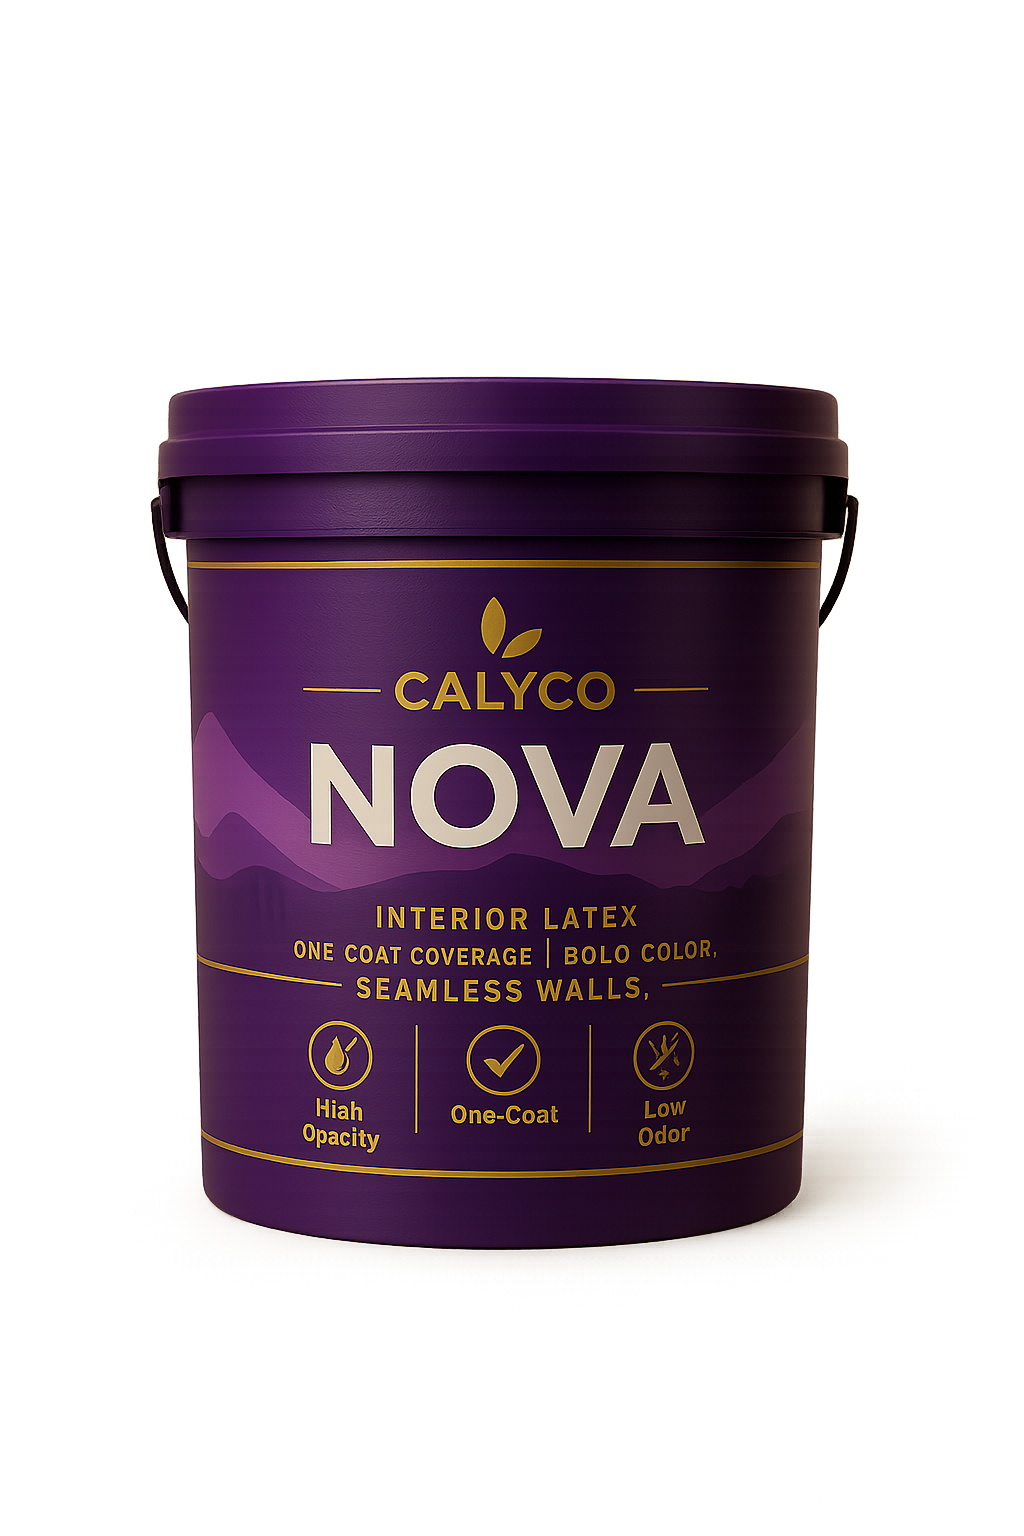 CALYCO
NOVA
INTERIOR LATEX
ONE COAT COVERAGE | BOLO COLOR,
SEAMLESS WALLS,
Hiah
Opacity
One-Coat
Low
Odor